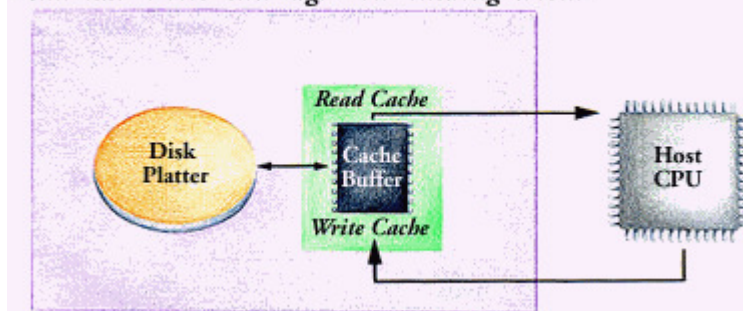 Read Cache
Disk
Platter
Cache
Buffer
Host
CPU
Write Cache